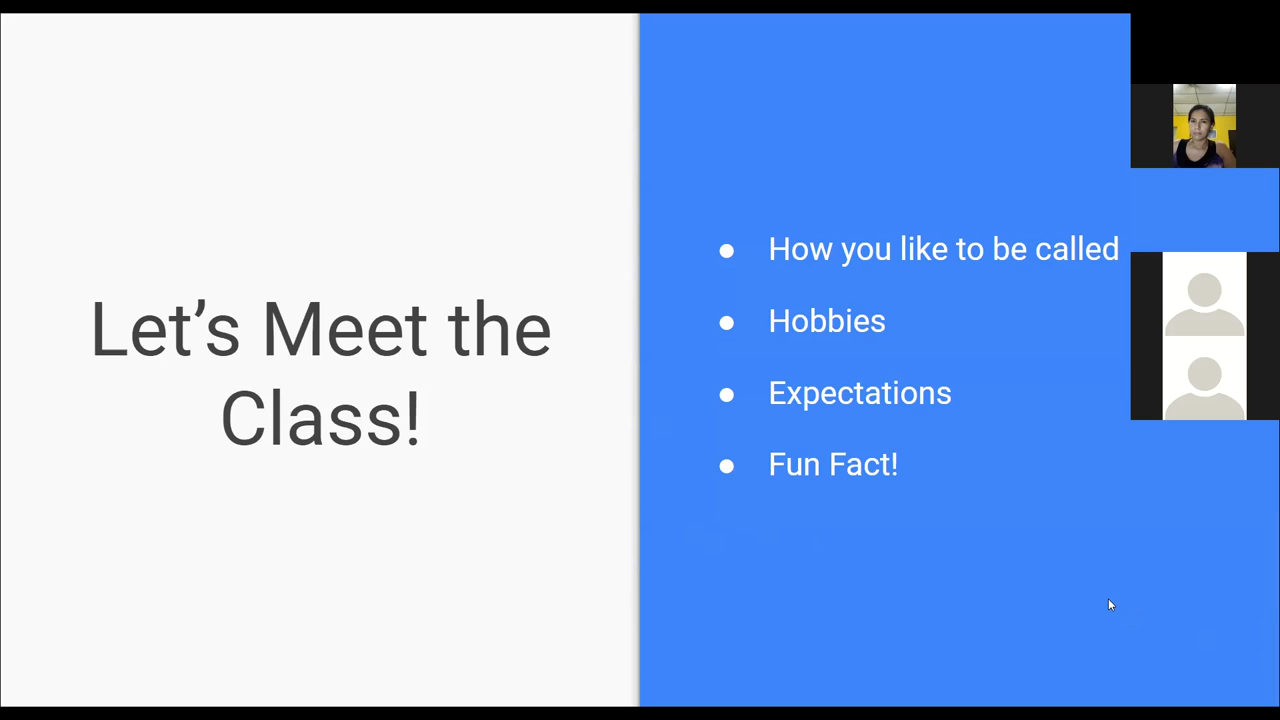 Let’s Meet the
Class!
● How you like to be called
● Hobbies
● Expectations
● Fun Fact!